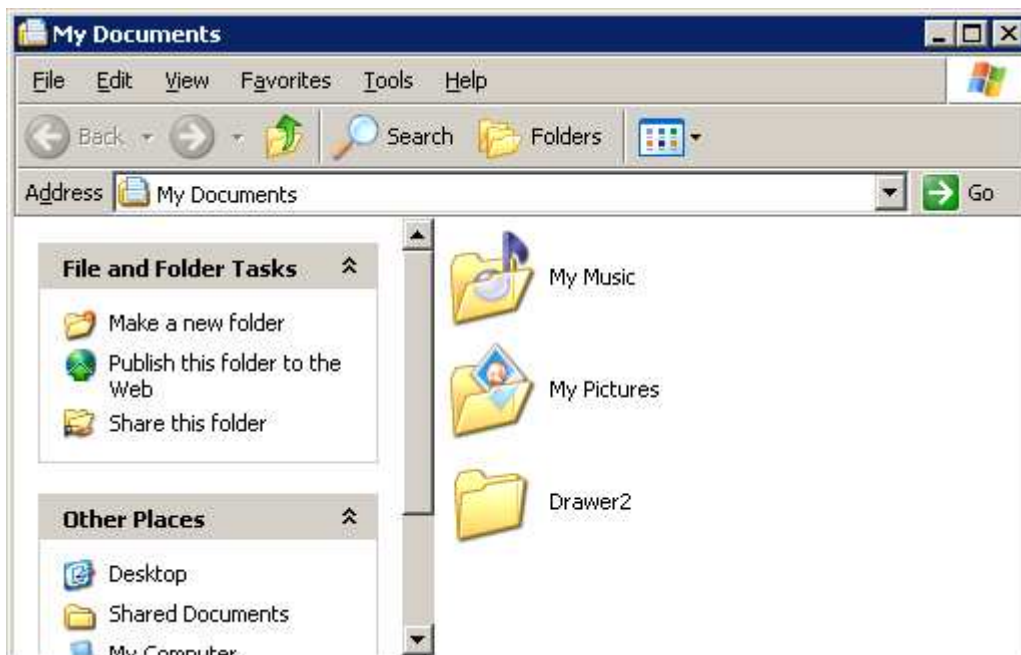 My Documents
File Edit View Favorites Tools Help
Back Search Folders
Address My Documents Go
File and Folder Tasks
Make a new folder
Publish this folder to the
Web
Share this folder
Other Places
Desktop
Shared Documents
My Computer
My Music
My Pictures
Drawer2